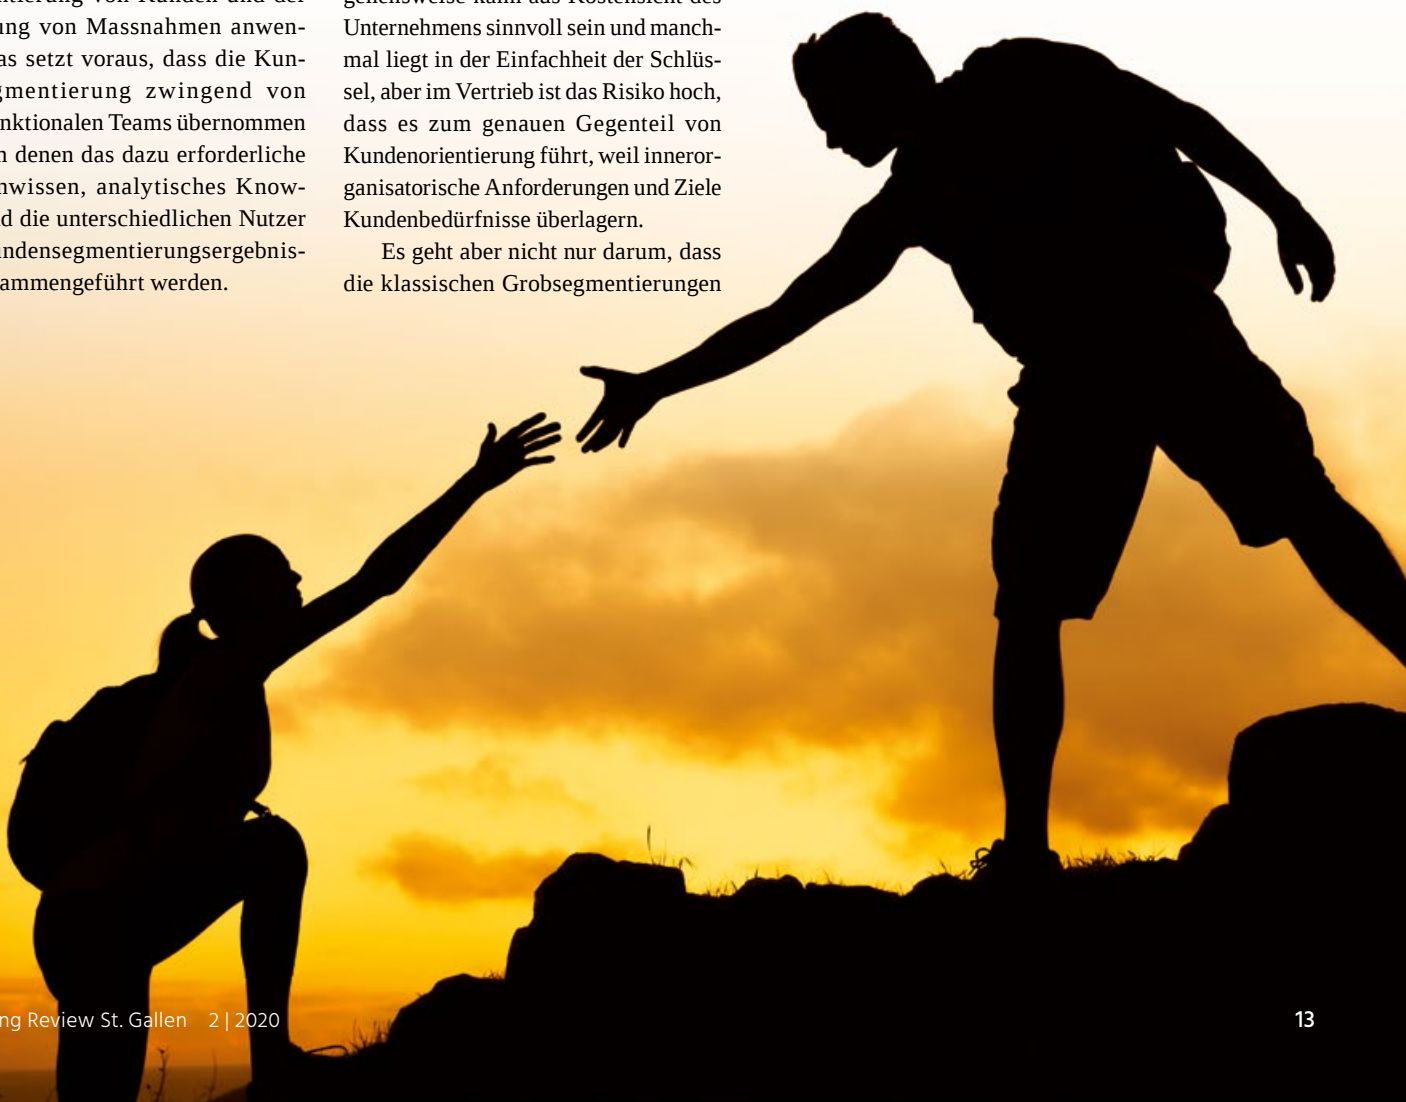 ung von Massnahmen anwen-
as setzt voraus, dass die Kun-
gmentierung zwingend von
nktionalen Teams übernommen
n denen das dazu erforderliche
nwissen, analytisches Know-
d die unterschiedlichen Nutzer
ndensegmentierungsergebnis-
ammengeführt werden.
Unternehmens sinnvoll sein und manch-
mal liegt in der Einfachheit der Schlüs-
sel, aber im Vertrieb ist das Risiko hoch,
dass es zum genauen Gegenteil von
Kundenorientierung führt, weil inneror-
ganisatorische Anforderungen und Ziele
Kundenbedürfnisse überlagern.
Es geht aber nicht nur darum, dass
die klassischen Grobsegmentierungen
ng Review St. Gallen 2 | 2020
13